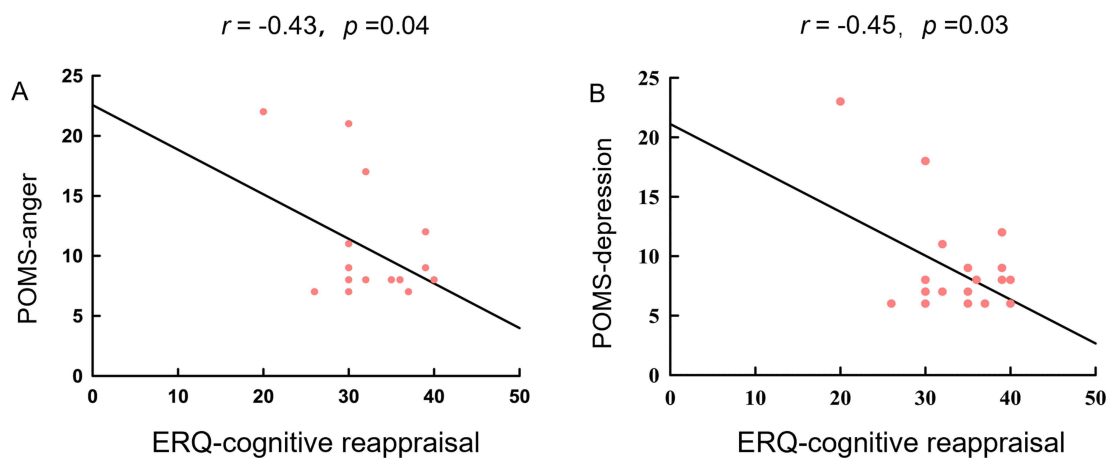 r = -0.43, p =0.04
A
POMS-anger
25
20
15
10
5
0
0 10 20 30 40 50
ERQ-cognitive reappraisal
r = -0.45, p =0.03
B
POMS-depression
25
20
15
10
5
0
0 10 20 30 40 50
ERQ-cognitive reappraisal